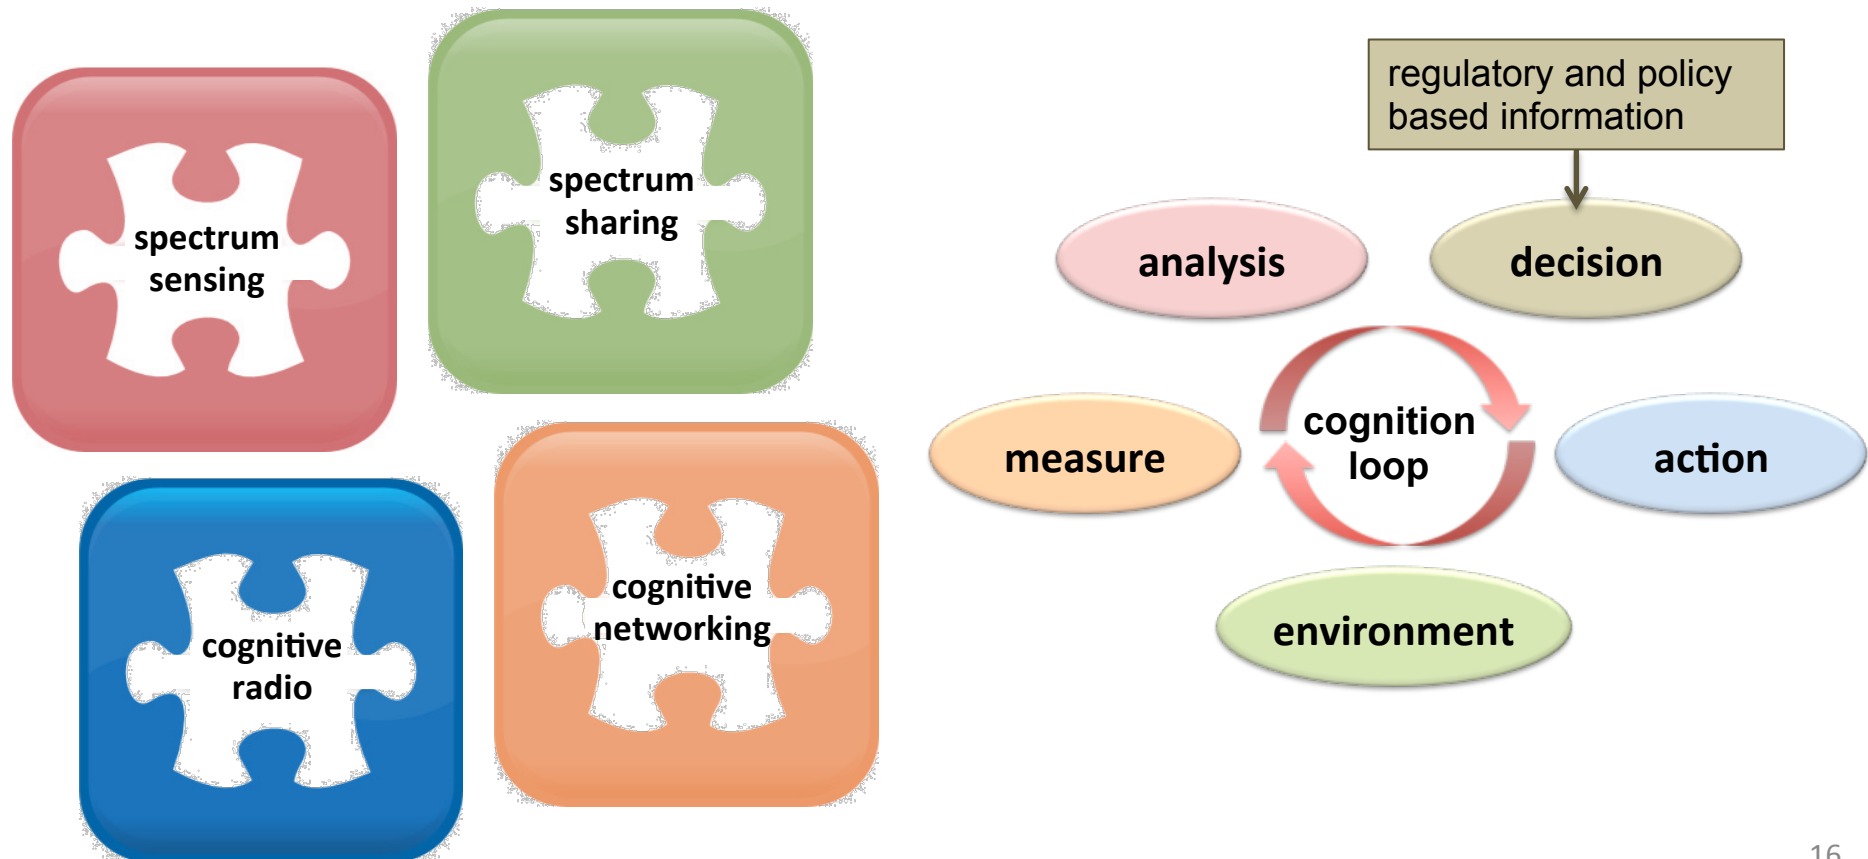 spectrum
sensing
spectrum
sharing
cognitive
radio
cognitive
networking
regulatory and policy
based information
analysis
decision
measure
cognition
loop
action
environment
16